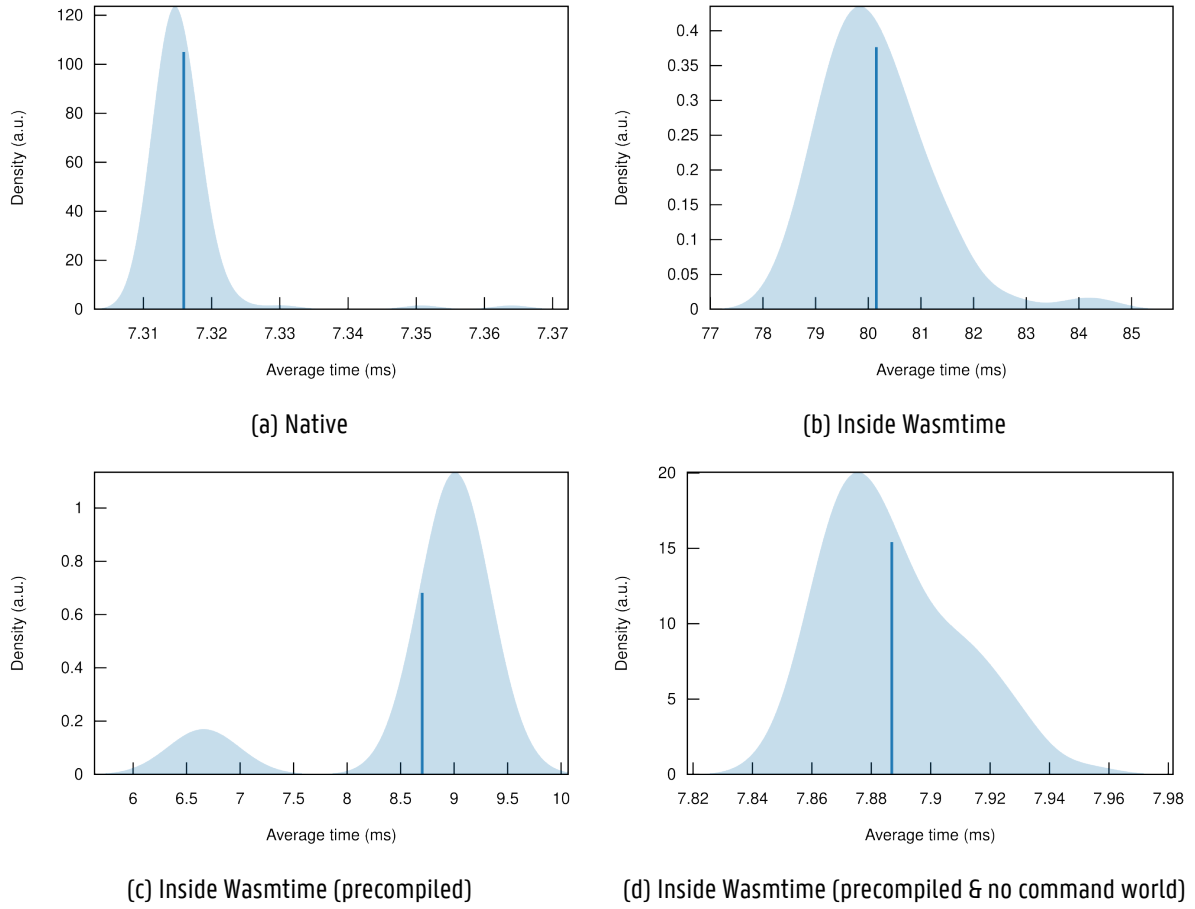 120
100
80
60
40
20
0
Density (a.u.)
7.31 7.32 7.33 7.34 7.35 7.36 7.37
Average time (ms)
(a) Native
0.4
0.35
0.3
0.25
0.2
0.15
0.1
0.05
0
Density (a.u.)
77 78 79 80 81 82 83 84 85
Average time (ms)
(b) Inside Wasmtime
1
0.8
0.6
0.4
0.2
0
Density (a.u.)
6 6.5 7 7.5 8 8.5 9 9.5 10
Average time (ms)
(c) Inside Wasmtime (precompiled)
20
15
10
5
0
Density (a.u.)
7.82 7.84 7.86 7.88 7.9 7.92 7.94 7.96 7.98
Average time (ms)
(d) Inside Wasmtime (precompiled & no command world)